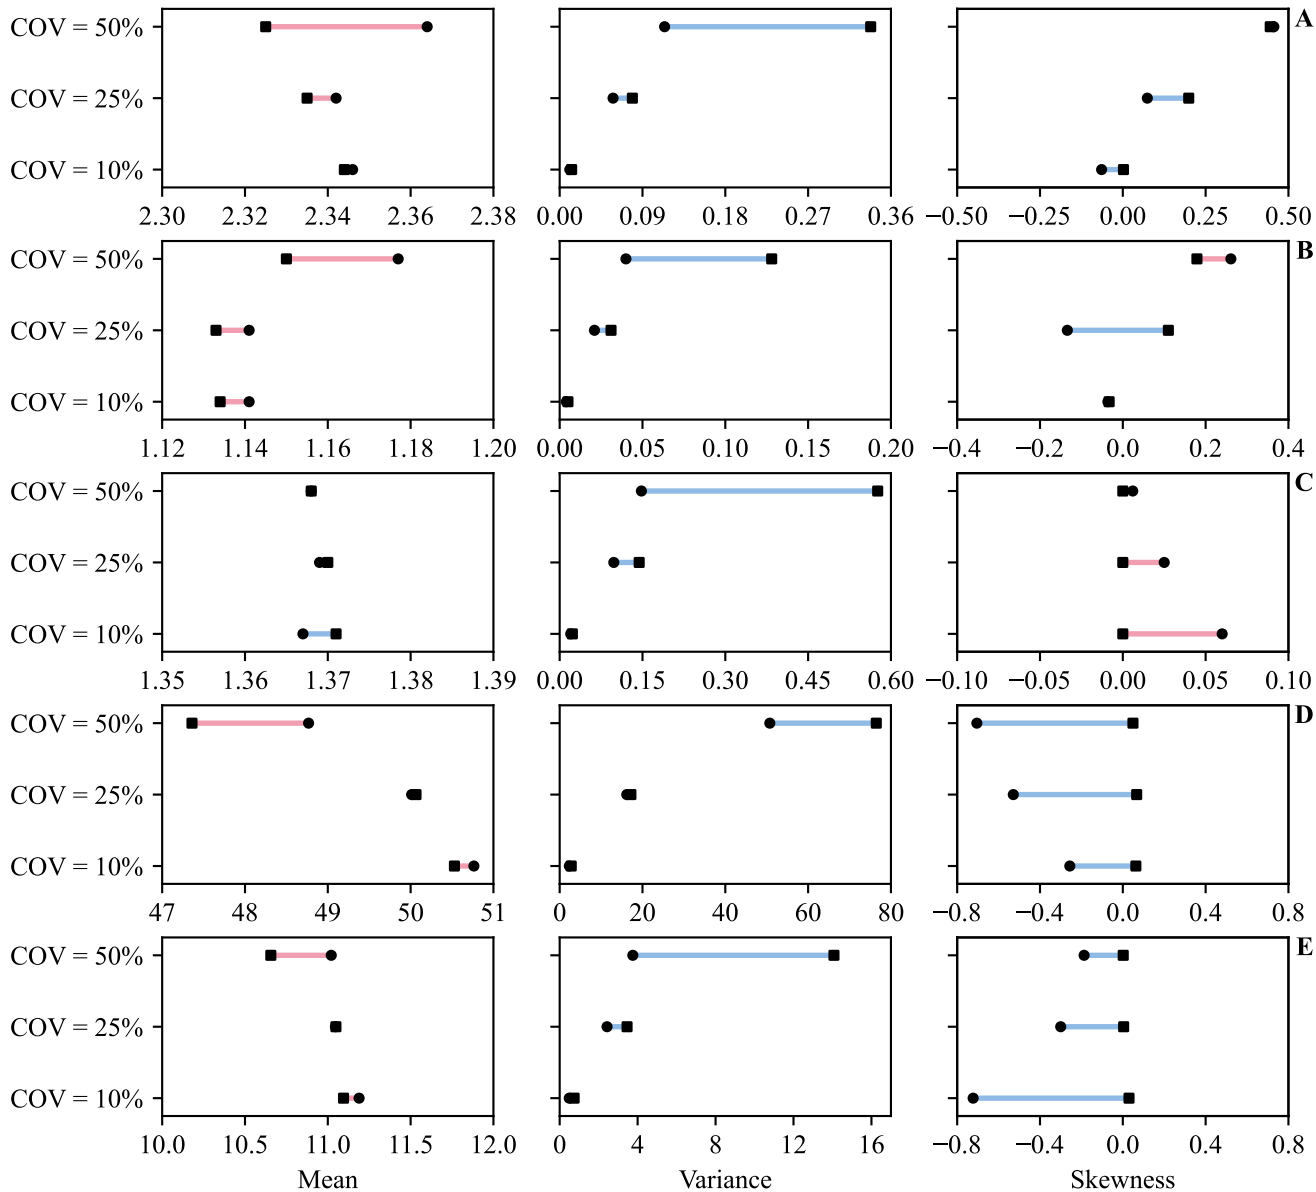 A
COV = 50%
COV = 25%
COV = 10%
2.30 2.32 2.34 2.36 2.38 0.00 0.09 0.18 0.27 0.36 −0.50 −0.25 0.00 0.25 0.50
B
COV = 50%
COV = 25%
COV = 10%
1.12 1.14 1.16 1.18 1.20 0.00 0.05 0.10 0.15 0.20 −0.4 −0.2 0.0 0.2 0.4
C
COV = 50%
COV = 25%
COV = 10%
1.35 1.36 1.37 1.38 1.39 0.00 0.15 0.30 0.45 0.60 −0.10 −0.05 0.00 0.05 0.10
D
COV = 50%
COV = 25%
COV = 10%
47 48 49 50 51 0 20 40 60 80 −0.8 −0.4 0.0 0.4 0.8
E
COV = 50%
COV = 25%
COV = 10%
10.0 10.5 11.0 11.5 12.0 0 4 8 12 16 −0.8 −0.4 0.0 0.4 0.8
Mean Variance Skewness